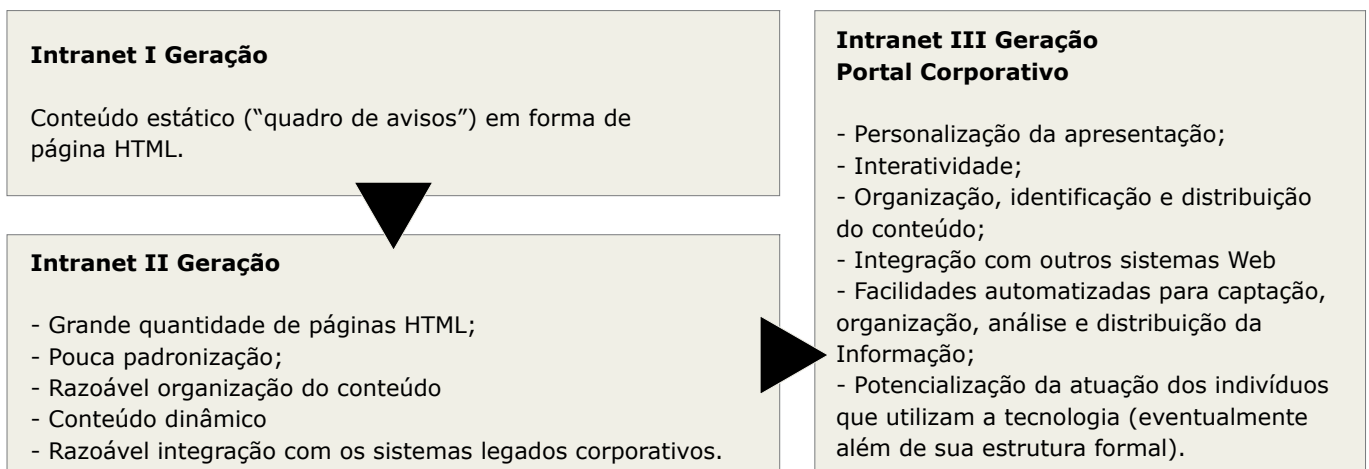 Intranet I Geração
Conteúdo estático (“quadro de avisos”) em forma de
página HTML.
Intranet II Geração
- Grande quantidade de páginas HTML;
- Pouca padronização;
- Razoável organização do conteúdo
- Conteúdo dinâmico
- Razoável integração com os sistemas legados corporativos.
Intranet III Geração
Portal Corporativo
- Personalização da apresentação;
- Interatividade;
- Organização, identificação e distribuição
do conteúdo;
- Integração com outros sistemas Web
- Facilidades automatizadas para captação,
organização, análise e distribuição da
Informação;
- Potencialização da atuação dos indivíduos
que utilizam a tecnologia (eventualmente
além de sua estrutura formal).